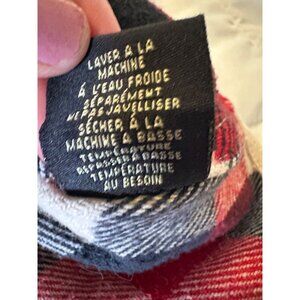 LAVER A LA
MACHINE
À L'EAU FROIDE
SÉPARÉMENT
NE PAS JAVELLISER
SÉCHER À LA
MACHINE A BASSE
TEMPÉRATURE
REPASSER A BASSE
TEMPÉRATURE
AU BESOIN